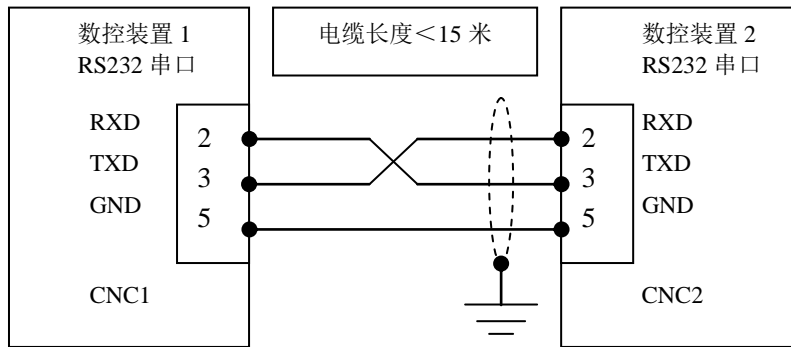 数控装置 1
RS232 串口
RXD
TXD
GND
2
3
5
CNC1
电缆长度＜15 米
数控装置 2
RS232 串口
2
3
5
RXD
TXD
GND
CNC2